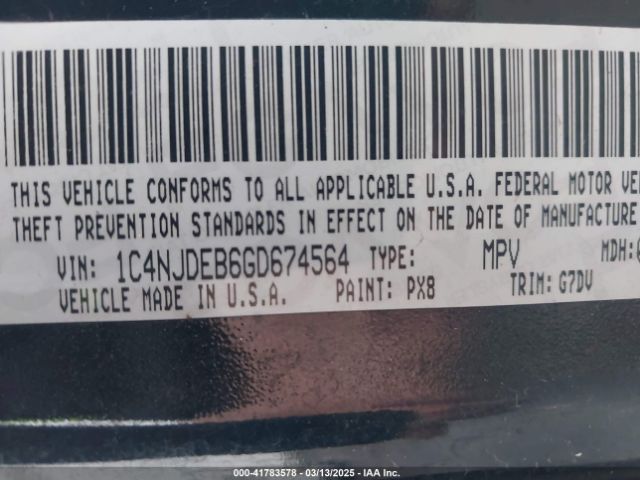 THIS VEHICLE CONFORMS TO ALL APPLICABLE U.S.A. FEDERAL MOTOR
THEFT PREVENTION STANDARDS IN EFFECT ON THE DATE OF MANUFACTURE
VIN: 1C4NJDEB6GD674564 TYPE: MPV MDH:
VEHICLE MADE IN U.S.A. PAINT: PX8 TRIM: G7DV
000-41783578 - 03/13/2025 - IAA Inc.